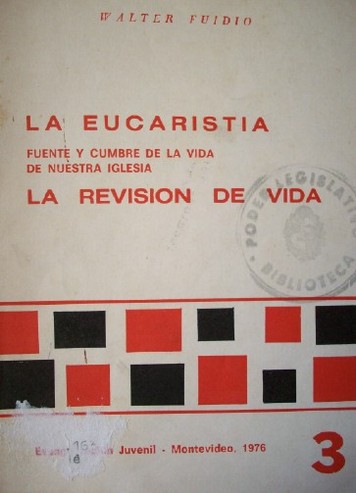 WALTER FUIDIO
LA EUCARISTIA
FUENTE Y CUMBRE DE LA VIDA
DE NUESTRA IGLESIA
LA REVISION DE VIDA
PODER LEGISLATIVO
BIBLIOTECA
Juvenil - Montevideo, 1976
3